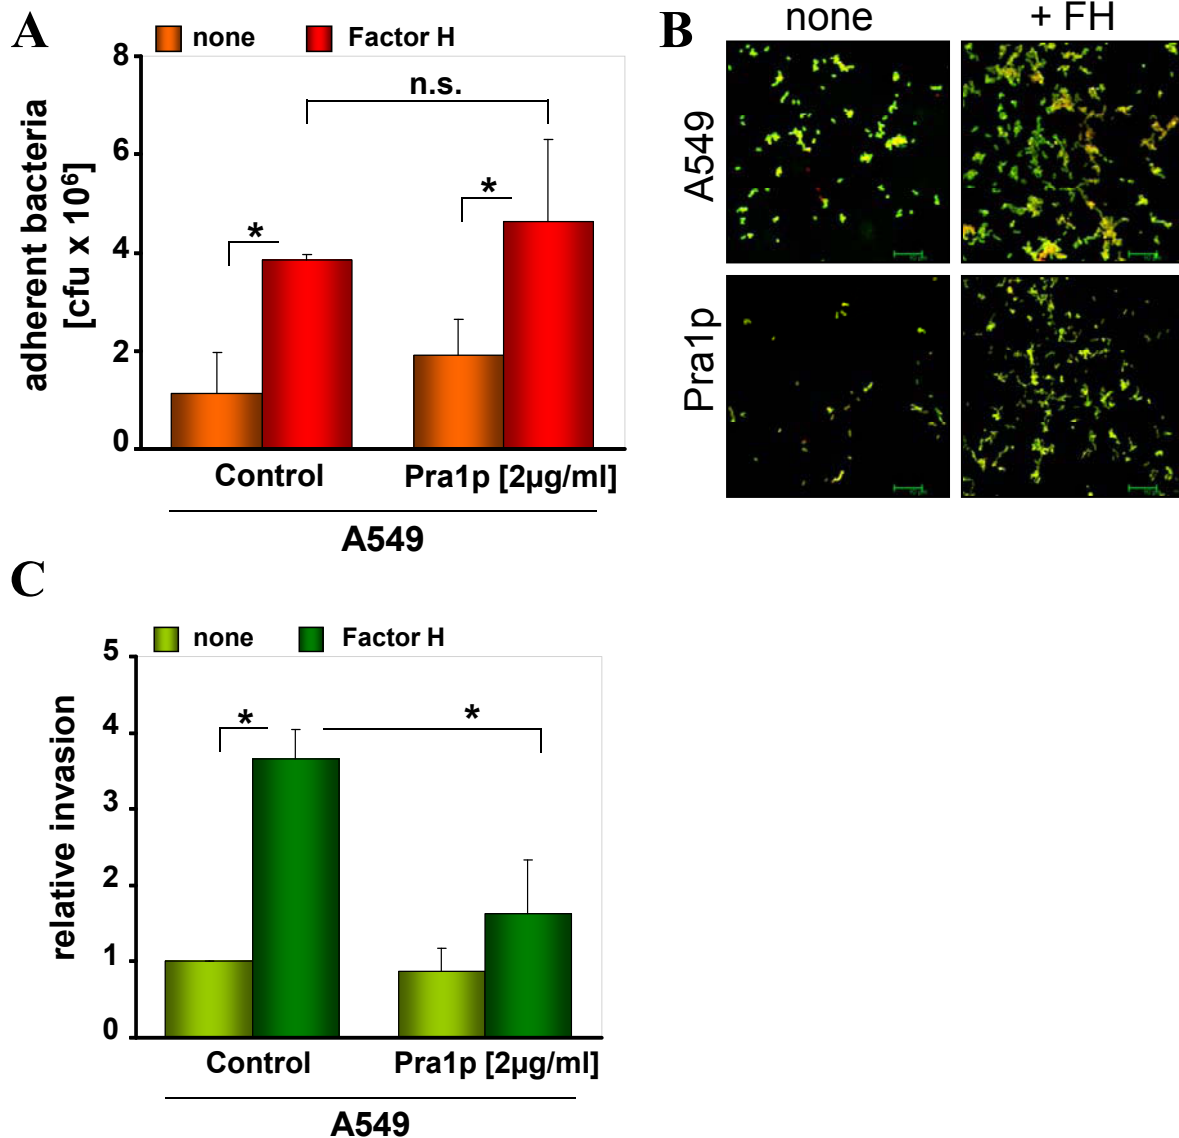 A
none
Factor H
8
6
4
2
0
adherent bacteria
[cfu x 10⁶]
n.s.
*
*
Control
Pra1p [2µg/ml]
A549
B
none
+ FH
A549
Pra1p
C
none
Factor H
5
4
3
2
1
0
relative invasion
*
*
Control
Pra1p [2µg/ml]
A549